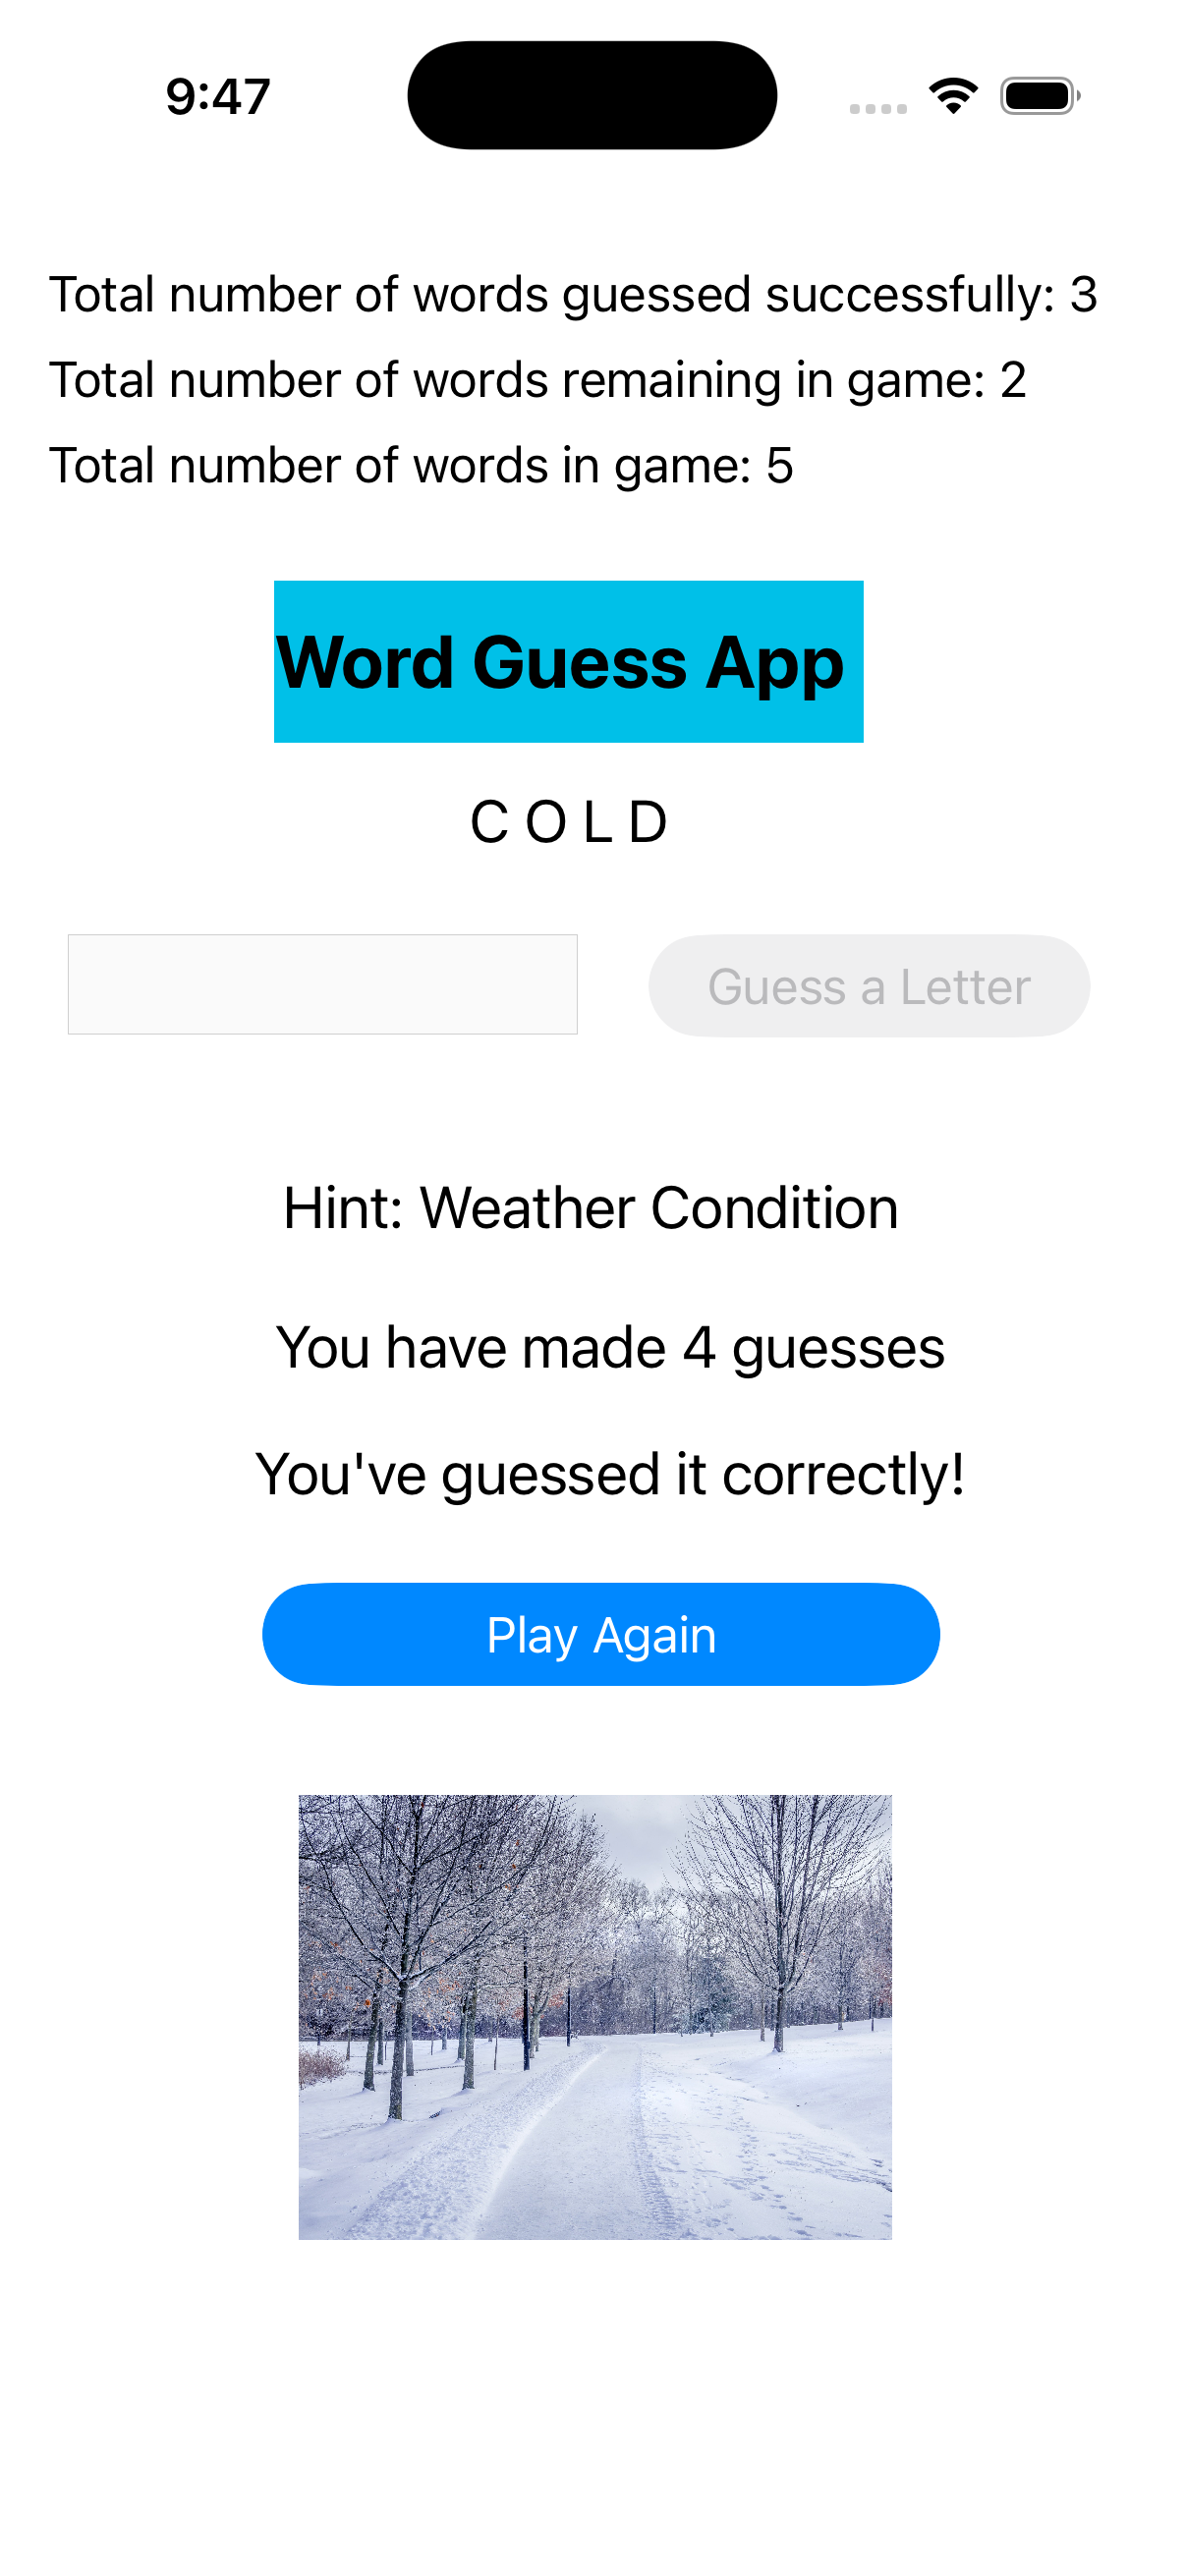 9:47
Total number of words guessed successfully: 3
Total number of words remaining in game: 2
Total number of words in game: 5
Word Guess App
C O L D
Guess a Letter
Hint: Weather Condition
You have made 4 guesses
You've guessed it correctly!
Play Again